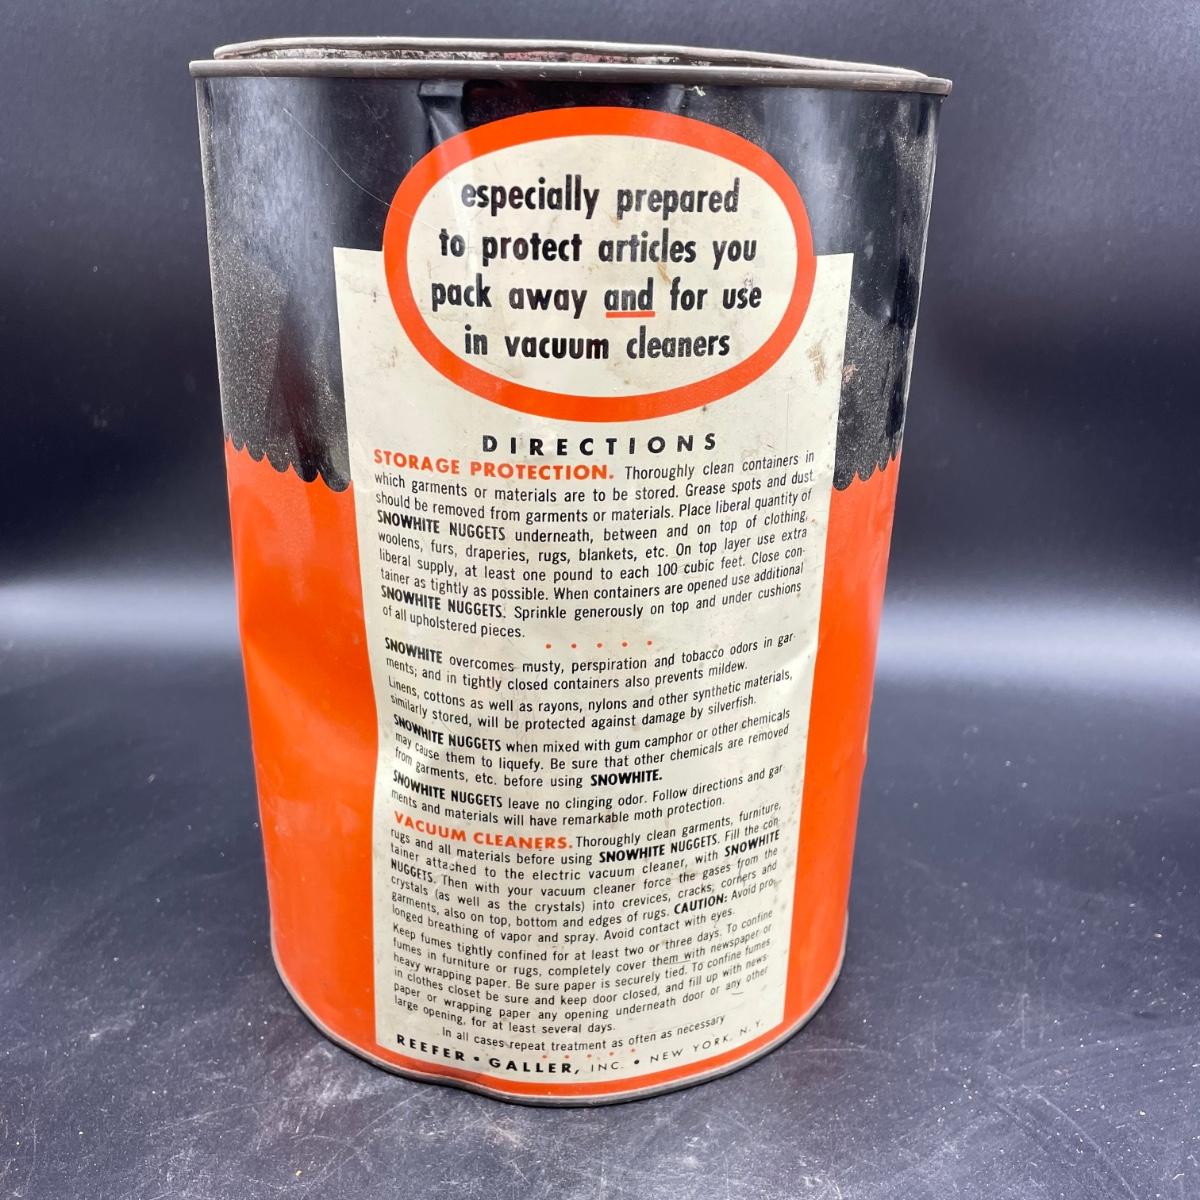 especially prepared
to protect articles you
pack away and for use
in vacuum cleaners
DIRECTIONS
STORAGE PROTECTION. Thoroughly clean containers in
which garments or materials are to be stored. Grease spots and dust
should be removed from garments or materials. Place liberal quantity of
SNOWHITE NUGGETS underneath, between and on top of clothing,
woolens, furs, draperies, rugs, blankets, etc. On top layer use extra
liberal supply, at least one pound to each 100 cubic feet. Close con-
tainer as tightly as possible. When containers are opened use additional
SNOWHITE NUGGETS. Sprinkle generously on top and under cushions
of all upholstered pieces.
SNOWHITE overcomes musty, perspiration and tobacco odors in gar-
ments; and in tightly closed containers also prevents mildew.
Linens, cottons as well as rayons, nylons and other synthetic materials,
similarly stored, will be protected against damage by silverfish.
SNOWHITE NUGGETS when mixed with gum camphor or other chemicals
may cause them to liquefy. Be sure that other chemicals are removed
from garments, etc. before using SNOWHITE.
SNOWHITE NUGGETS leave no clinging odor. Follow directions and gar-
ments and materials will have remarkable moth protection.
VACUUM CLEANERS. Thoroughly clean garments, furniture,
rugs and all materials before using SNOWHITE NUGGETS. Fill the con-
tainer attached to the electric vacuum cleaner, with SNOWHITE
NUGGETS. Then with your vacuum cleaner force the gases from the
crystals (as well as the crystals) into crevices, cracks, corners and
garments, also on top, bottom and edges of rugs. CAUTION: Avoid pro-
longed breathing of vapor and spray. Avoid contact with eyes.
Keep fumes tightly confined for at least two or three days. To confine
fumes in furniture or rugs, completely cover them with newspaper or
heavy wrapping paper. Be sure paper is securely tied. To confine fumes
in clothes closet be sure and keep door closed, and fill up with news-
paper or wrapping paper any opening underneath door or any other
large opening, for at least several days.
In all cases repeat treatment as often as necessary
REEFER • GALLER, INC. • NEW YORK, N. Y.